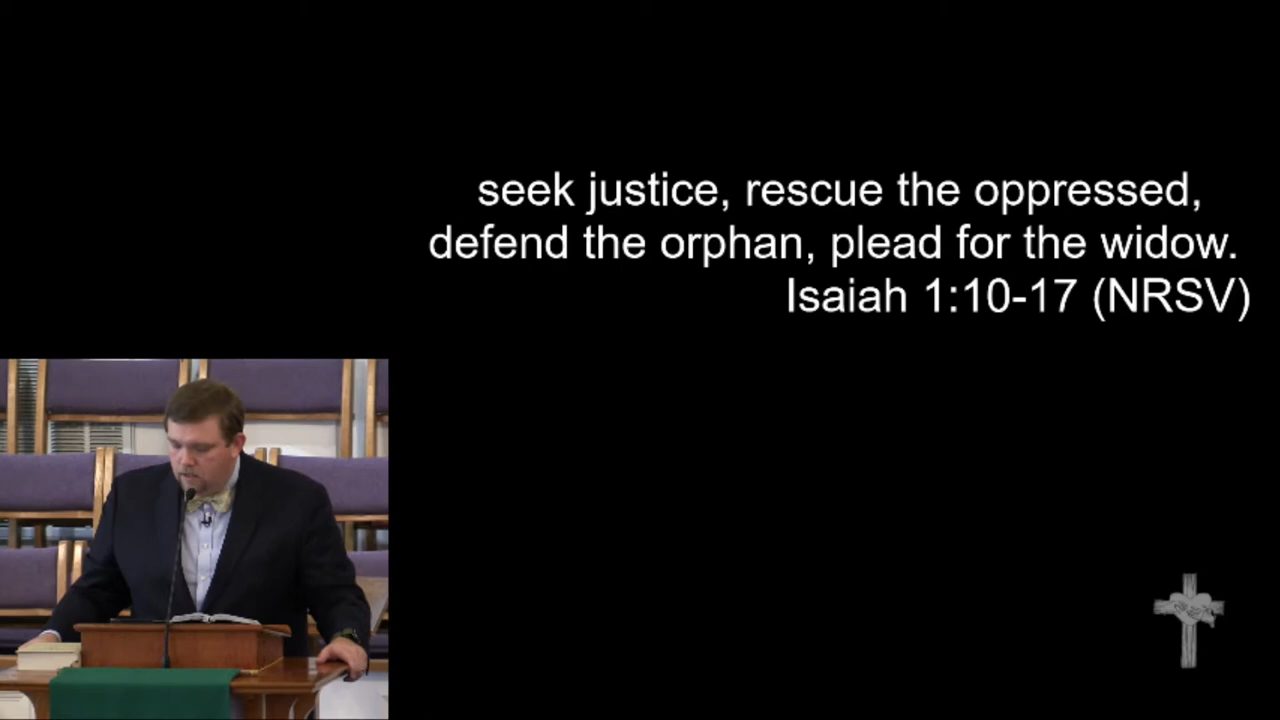 seek justice, rescue the oppressed,
defend the orphan, plead for the widow.
Isaiah 1:10-17 (NRSV)